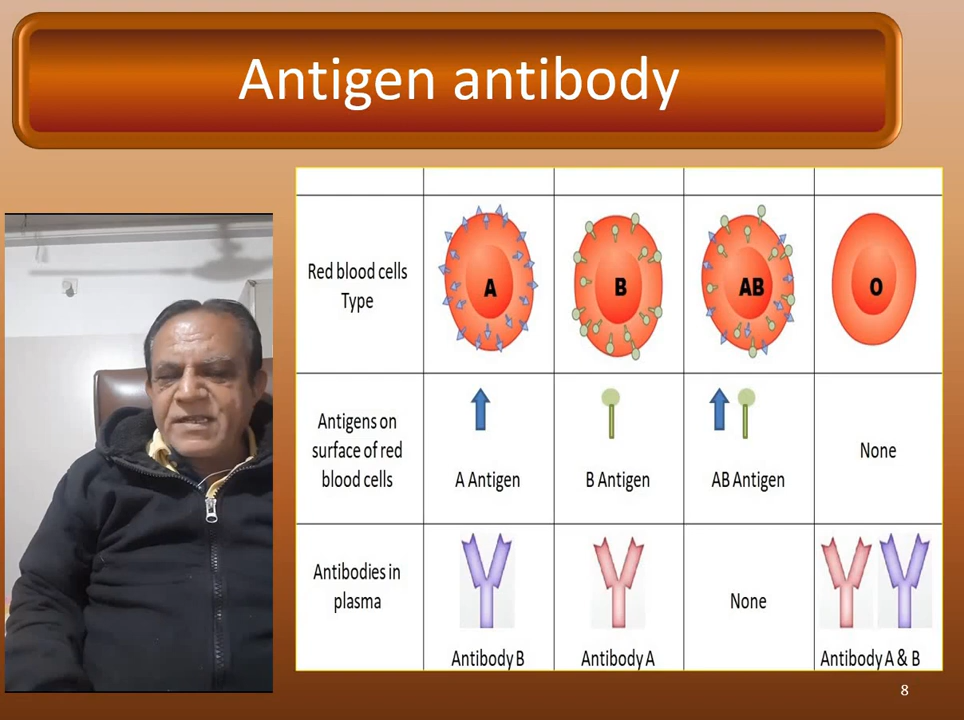 Antigen antibody
Red blood cells
Type
A
B
AB
O
Antigens on
surface of red
blood cells
A Antigen
B Antigen
AB Antigen
None
Antibodies in
plasma
Antibody B
Antibody A
None
Antibody A & B
8